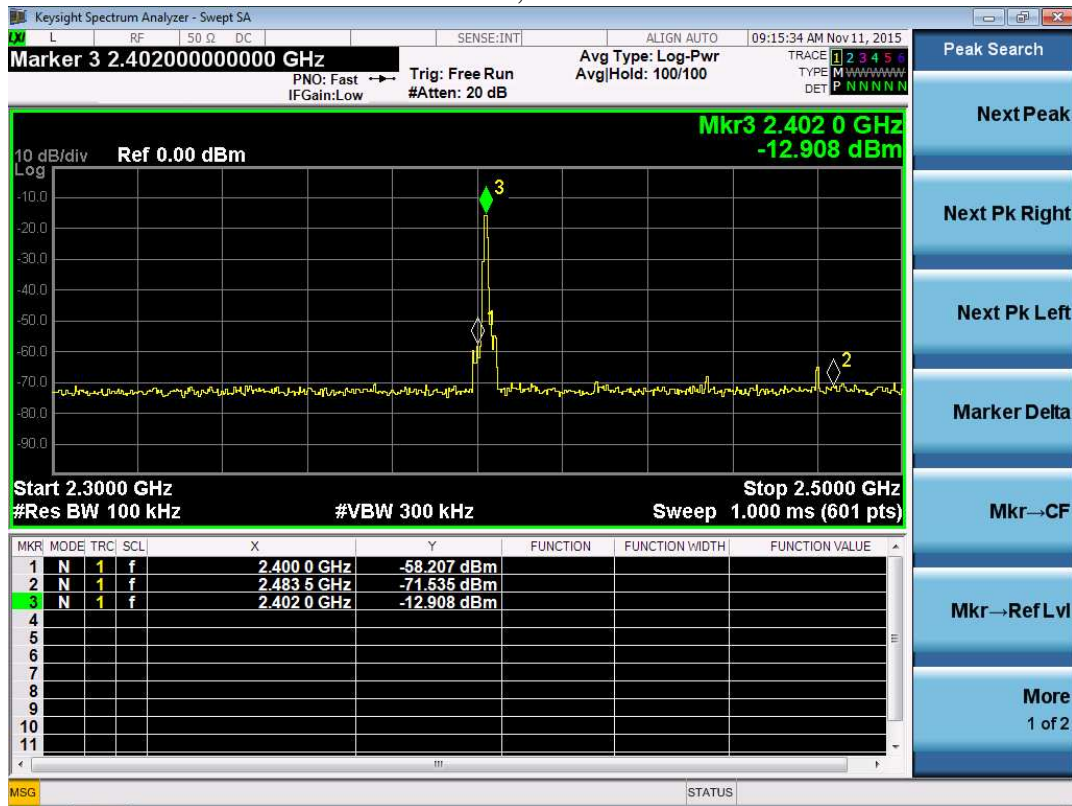 Keysight Spectrum Analyzer - Swept SA
LXI L RF 50 Ω DC SENSE:INT ALIGN AUTO 09:15:34 AM Nov 11, 2015
Marker 3 2.402000000000 GHz
PNO: Fast
IFGain:Low
Trig: Free Run
#Atten: 20 dB
Avg Type: Log-Pwr
Avg|Hold: 100/100
TRACE 1 2 3 4 5 6
TYPE M WWWWW
DET P N N N N N
Mkr3 2.402 0 GHz
-12.908 dBm
10 dB/div Ref 0.00 dBm
Log
-10.0
-20.0
-30.0
-40.0
-50.0
-60.0
-70.0
-80.0
-90.0
3
2
Start 2.3000 GHz Stop 2.5000 GHz
#Res BW 100 kHz #VBW 300 kHz Sweep 1.000 ms (601 pts)
MKR MODE TRC SCL X Y FUNCTION FUNCTION WIDTH FUNCTION VALUE
1 N 1 f 2.400 0 GHz -58.207 dBm
2 N 1 f 2.483 5 GHz -71.535 dBm
3 N 1 f 2.402 0 GHz -12.908 dBm
4
5
6
7
8
9
10
11
MSG STATUS
Peak Search
Next Peak
Next Pk Right
Next Pk Left
Marker Delta
Mkr→CF
Mkr→Ref Lvl
More
1 of 2